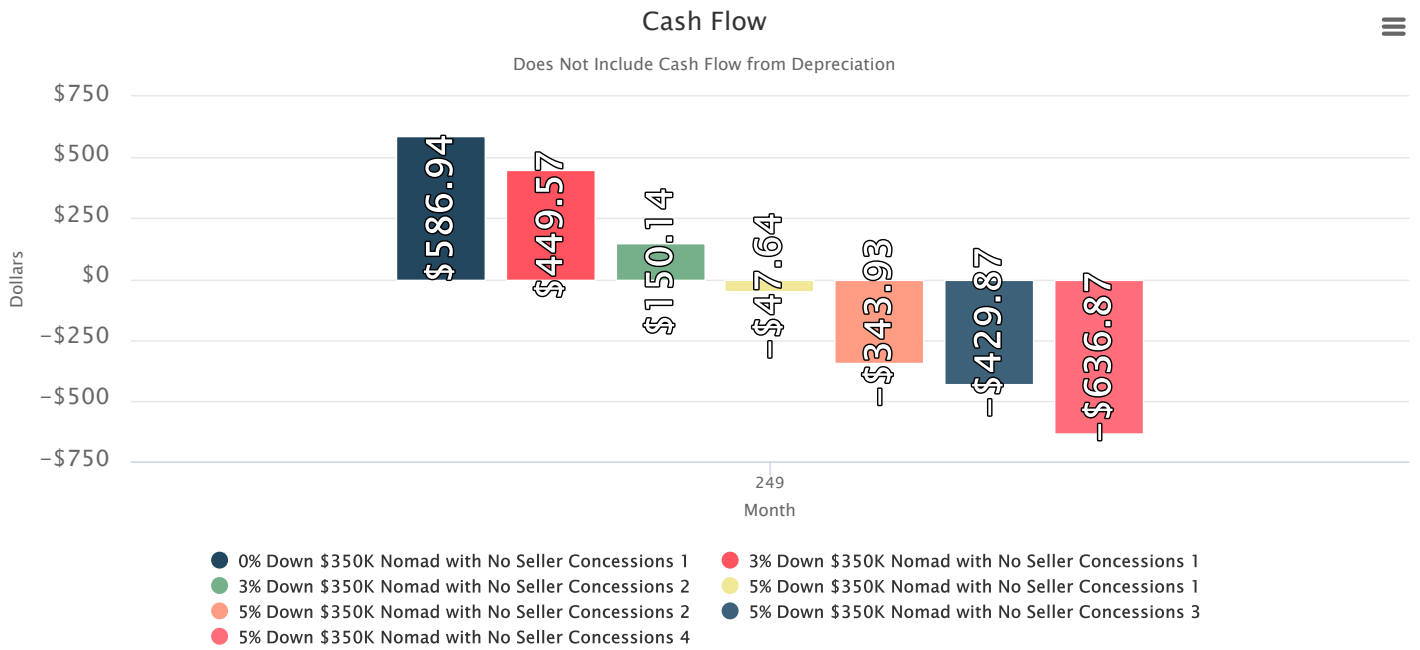 Cash Flow
Does Not Include Cash Flow from Depreciation
Dollars
$750
$500
$250
$0
−$250
−$500
−$750
$586.94
$449.57
$150.14
−$47.64
−$343.93
−$429.87
−$636.87
249
Month
0% Down $350K Nomad with No Seller Concessions 1
3% Down $350K Nomad with No Seller Concessions 1
3% Down $350K Nomad with No Seller Concessions 2
5% Down $350K Nomad with No Seller Concessions 1
5% Down $350K Nomad with No Seller Concessions 2
5% Down $350K Nomad with No Seller Concessions 3
5% Down $350K Nomad with No Seller Concessions 4